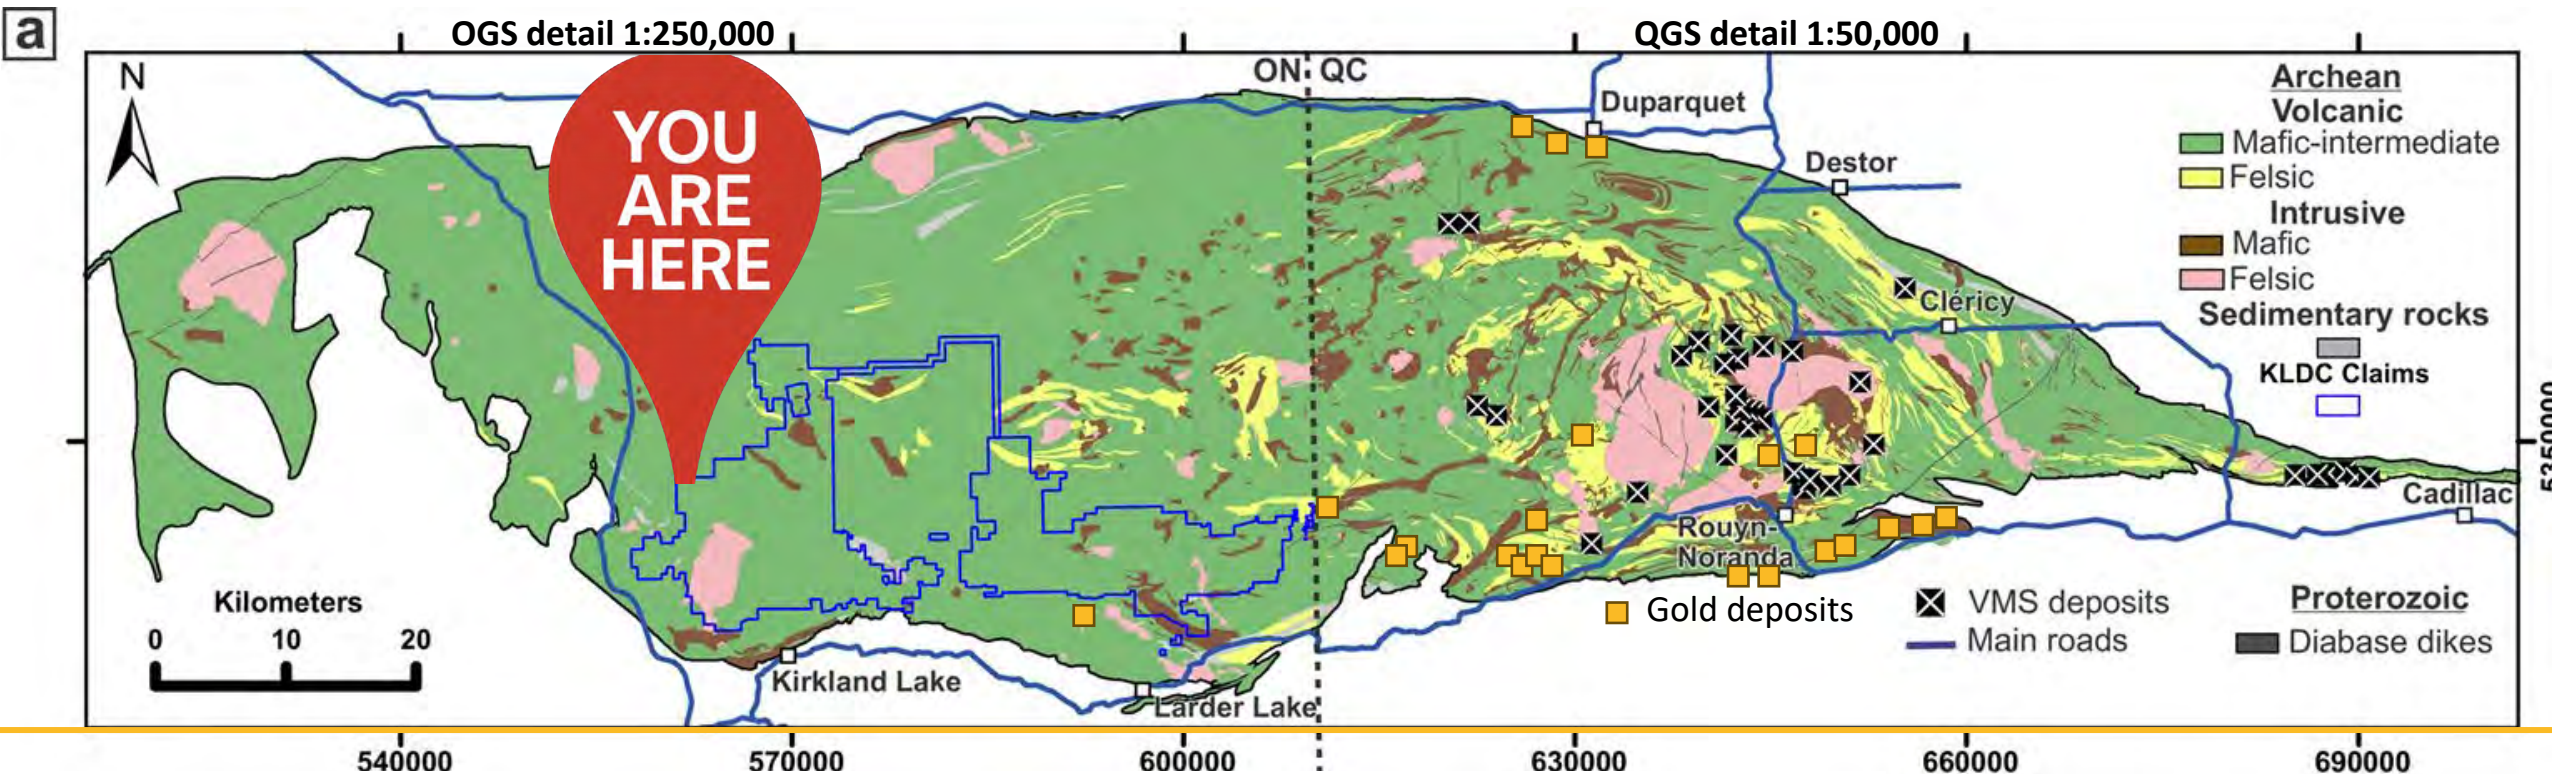 a
OGS detail 1:250,000
QGS detail 1:50,000
N
ON
QC
YOU
ARE
HERE
Duparquet
Destor
Cléricy
Rouyn-
Noranda
Cadillac
Kirkland Lake
Larder Lake
Archean
Volcanic
Mafic-intermediate
Felsic
Intrusive
Mafic
Felsic
Sedimentary rocks
KLDC Claims
Kilometers
0 10 20
Gold deposits
VMS deposits
Main roads
Proterozoic
Diabase dikes
5350000
540000 570000 600000 630000 660000 690000